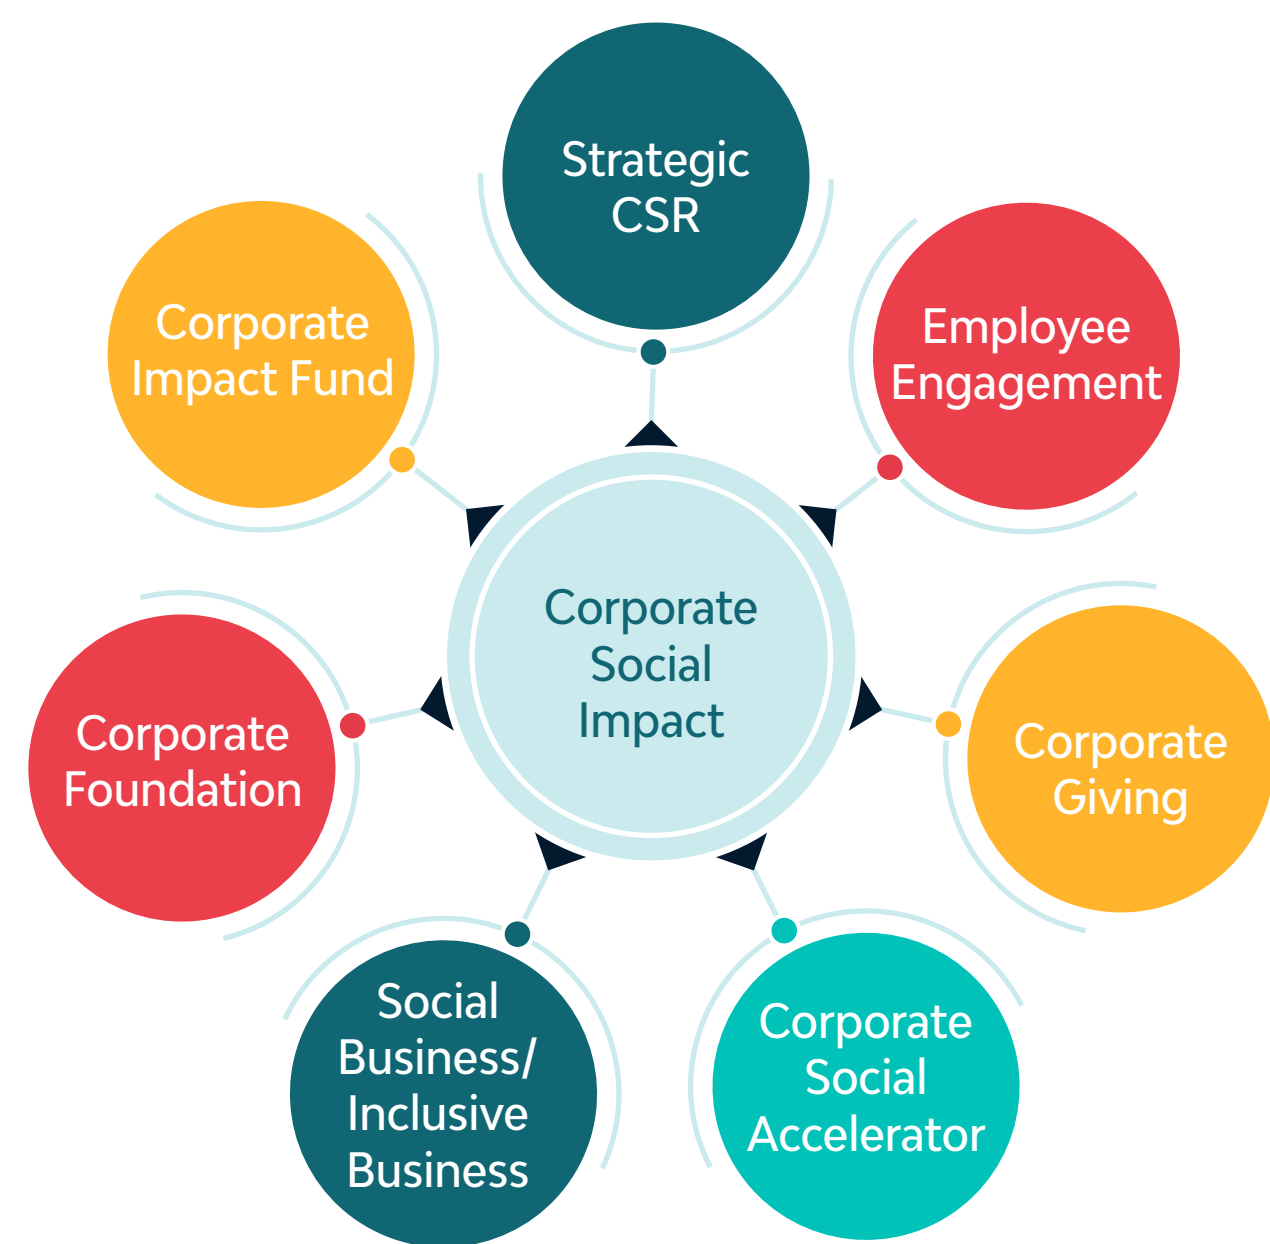 Strategic
CSR
Employee
Engagement
Corporate
Giving
Corporate
Social
Accelerator
Social
Business/
Inclusive
Business
Corporate
Foundation
Corporate
Impact Fund
Corporate
Social
Impact